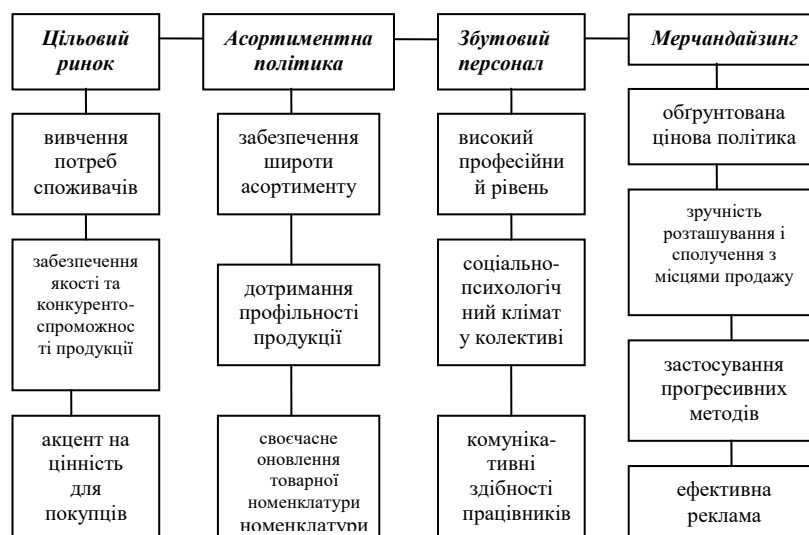 Цільовий
ринок
вивчення
потреб
споживачів
забезпечення
якості та
конкуренто-
спроможнос
ті продукції
акцент на
цінність
для
покупців
Асортиментна
політика
забезпечення
широти
асортименту
дотримання
профільності
продукції
своєчасне
оновлення
товарної
номенклатури
номенклатури
Збутовий
персонал
високий
професійни
й рівень
соціально-
психологіч
ний клімат
у колективі
комуніка-
тивні
здібності
працівників
Мерчандайзинг
обґрунтована
цінова політика
зручність
розташування і
сполучення з
місцями продажу
застосування
прогресивних
методів
ефективна
реклама